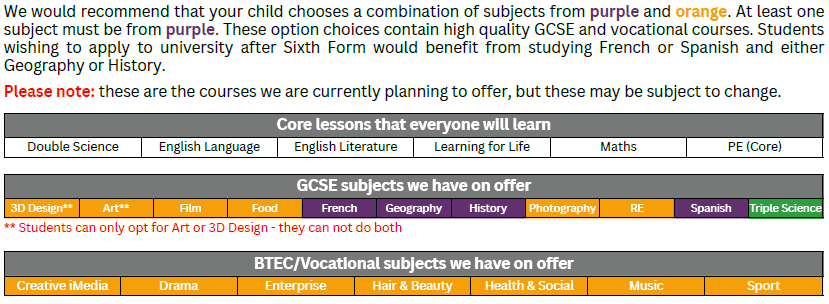 We would recommend that your child chooses a combination of subjects from purple and orange. At least one
subject must be from purple. These option choices contain high quality GCSE and vocational courses. Students
wishing to apply to university after Sixth Form would benefit from studying French or Spanish and either
Geography or History.
Please note: these are the courses we are currently planning to offer, but these may be subject to change.
Core lessons that everyone will learn
Double Science English Language English Literature Learning for Life Maths PE (Core)
GCSE subjects we have on offer
3D Design** Art** Film Food French Geography History Photography RE Spanish Triple Science
** Students can only opt for Art or 3D Design - they can not do both
BTEC/Vocational subjects we have on offer
Creative iMedia Drama Enterprise Hair & Beauty Health & Social Music Sport